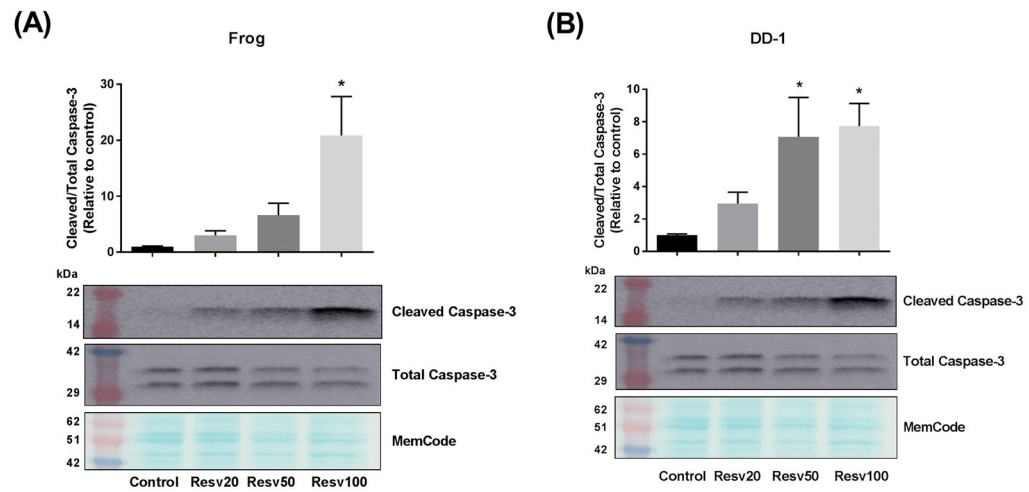 (A)
Frog
Cleaved/Total Caspase-3
(Relative to control)
30
20
10
0
*
kDa
22
14
Cleaved Caspase-3
42
29
Total Caspase-3
62
51
42
MemCode
Control Resv20 Resv50 Resv100
(B)
DD-1
Cleaved/Total Caspase-3
(Relative to control)
10
8
6
4
2
0
*
*
kDa
22
14
Cleaved Caspase-3
42
29
Total Caspase-3
62
51
42
MemCode
Control Resv20 Resv50 Resv100